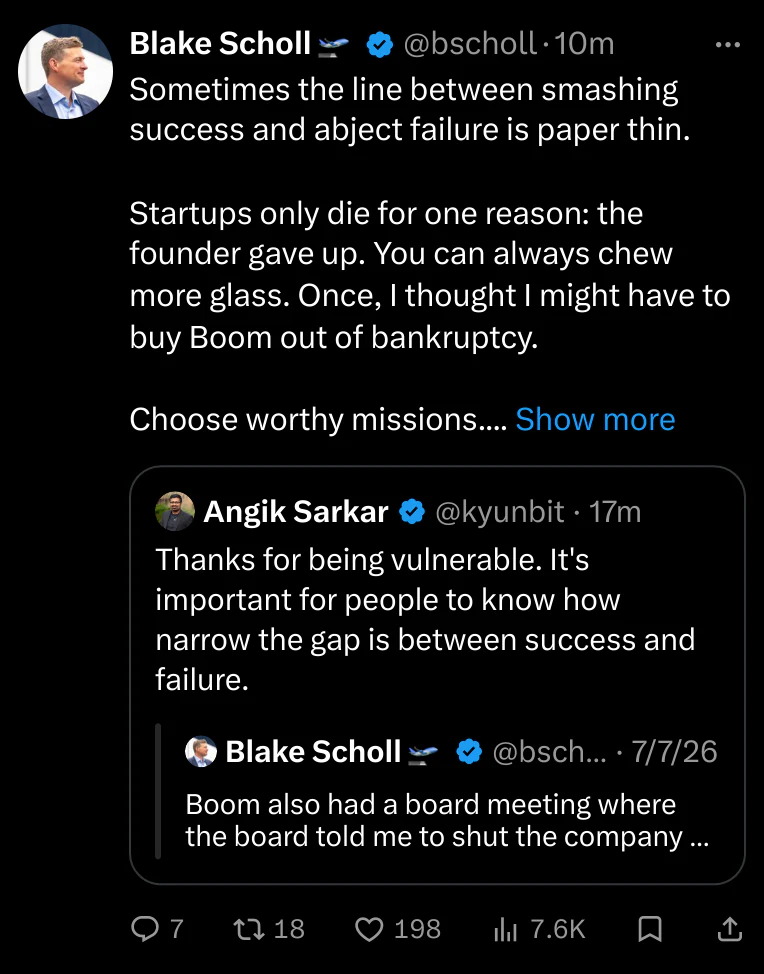 Blake Scholl @bscholl · 10m
Sometimes the line between smashing
success and abject failure is paper thin.
Startups only die for one reason: the
founder gave up. You can always chew
more glass. Once, I thought I might have to
buy Boom out of bankruptcy.
Choose worthy missions.... Show more
Angik Sarkar @kyunbit · 17m
Thanks for being vulnerable. It's
important for people to know how
narrow the gap is between success and
failure.
Blake Scholl @bsch... · 7/7/26
Boom also had a board meeting where
the board told me to shut the company ...
7 18 198 7.6K